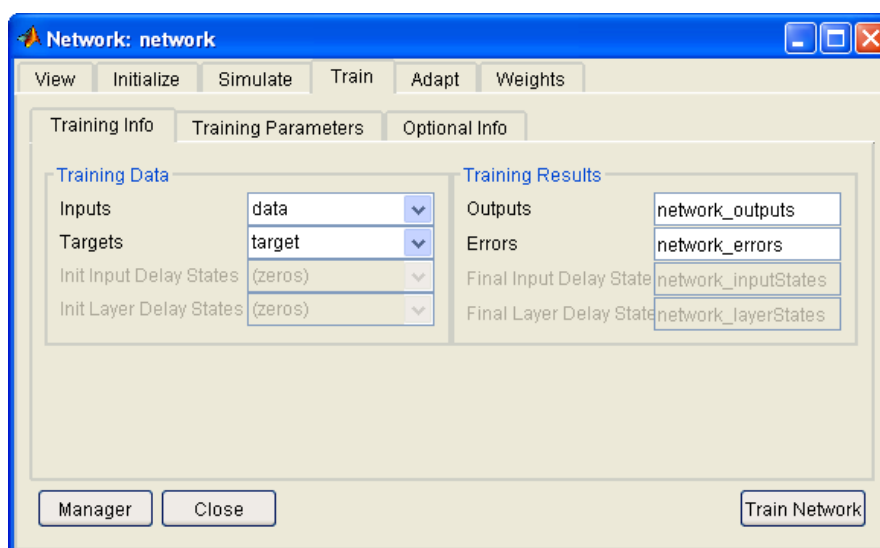 Network: network
View Initialize Simulate Train Adapt Weights
Training Info Training Parameters Optional Info
Training Data
Inputs data
Targets target
Init Input Delay States (zeros)
Init Layer Delay States (zeros)
Training Results
Outputs network_outputs
Errors network_errors
Final Input Delay State network_inputStates
Final Layer Delay State network_layerStates
Manager Close Train Network